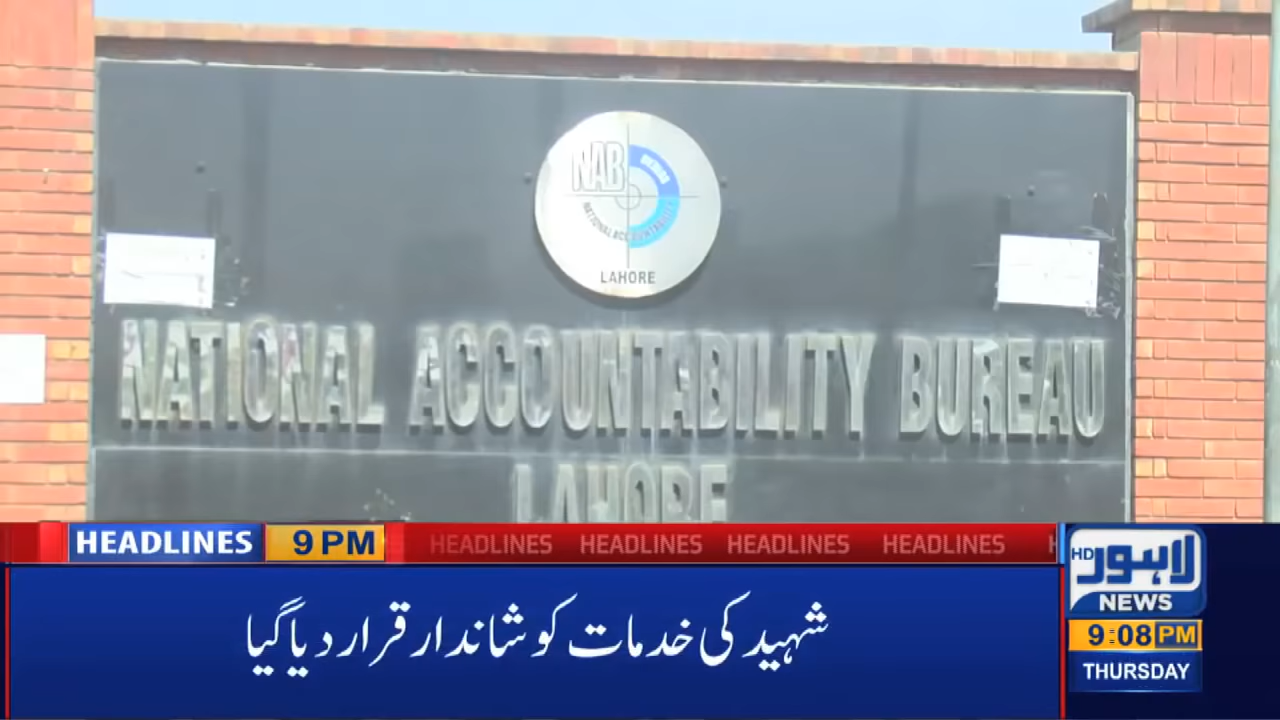 NAB
NATIONAL ACCOUNTABILITY
LAHORE
NATIONAL ACCOUNTABILITY BUREAU
LAHORE
HEADLINES 9 PM HEADLINES HEADLINES HEADLINES HEADLINES
شہید کی خدمات کو شاندار قرار دیا گیا
HD لاہور
NEWS
9:08 PM
THURSDAY